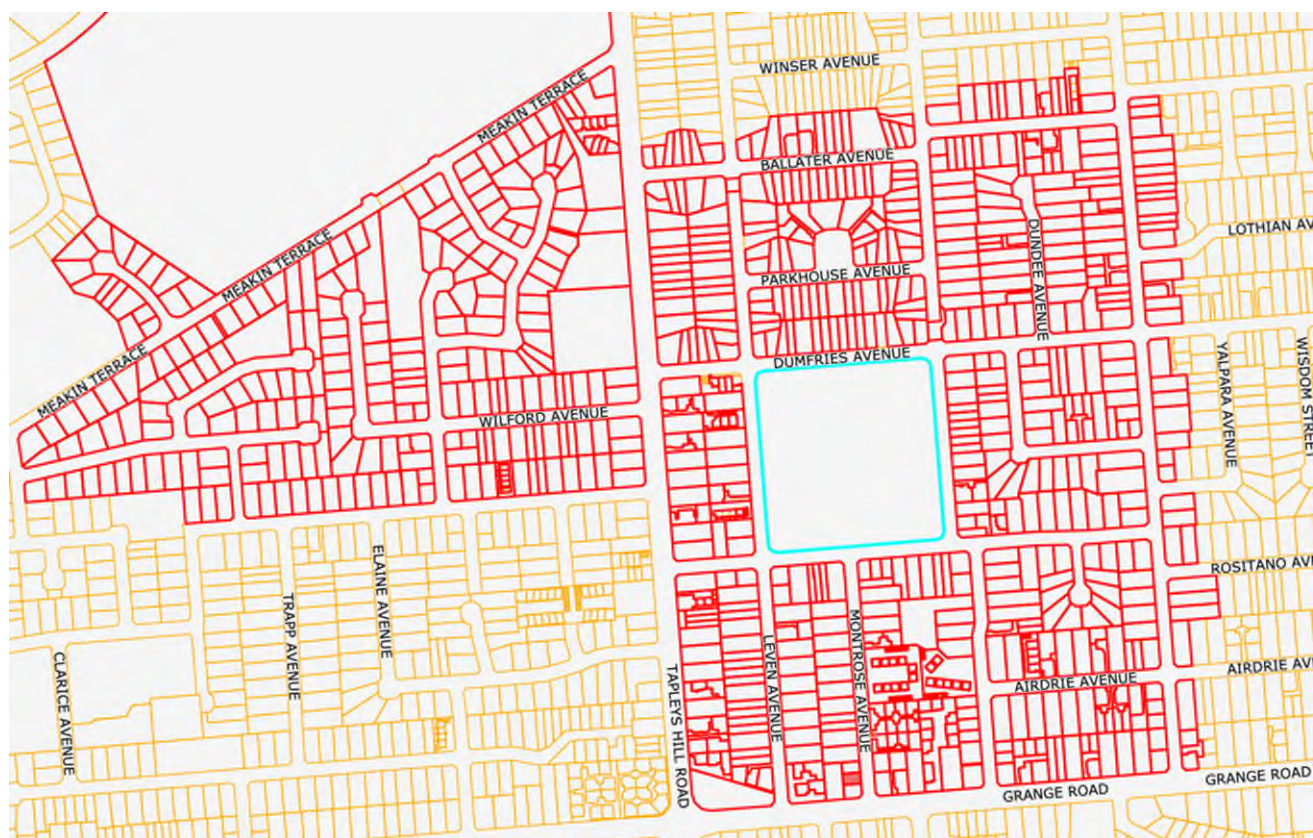 WINSER AVENUE
MEAKIN TERRACE
BALLATER AVENUE
LOTHIAN AV
DUNDEE AVENUE
MEAKIN TERRACE
PARKHOUSE AVENUE
MEAKIN TERRACE
DUMFRIES AVENUE
YALPARA AVENUE
WISDOM STREET
WILFORD AVENUE
ELAINE AVENUE
TRAPP AVENUE
CLARICE AVENUE
ROSITANO AVE
MONTROSE AVENUE
LEVEN AVENUE
TAPLEYS HILL ROAD
AIRDRIE AVENUE
AIRDRIE AVE
GRANGE ROAD
GRANGE ROAD